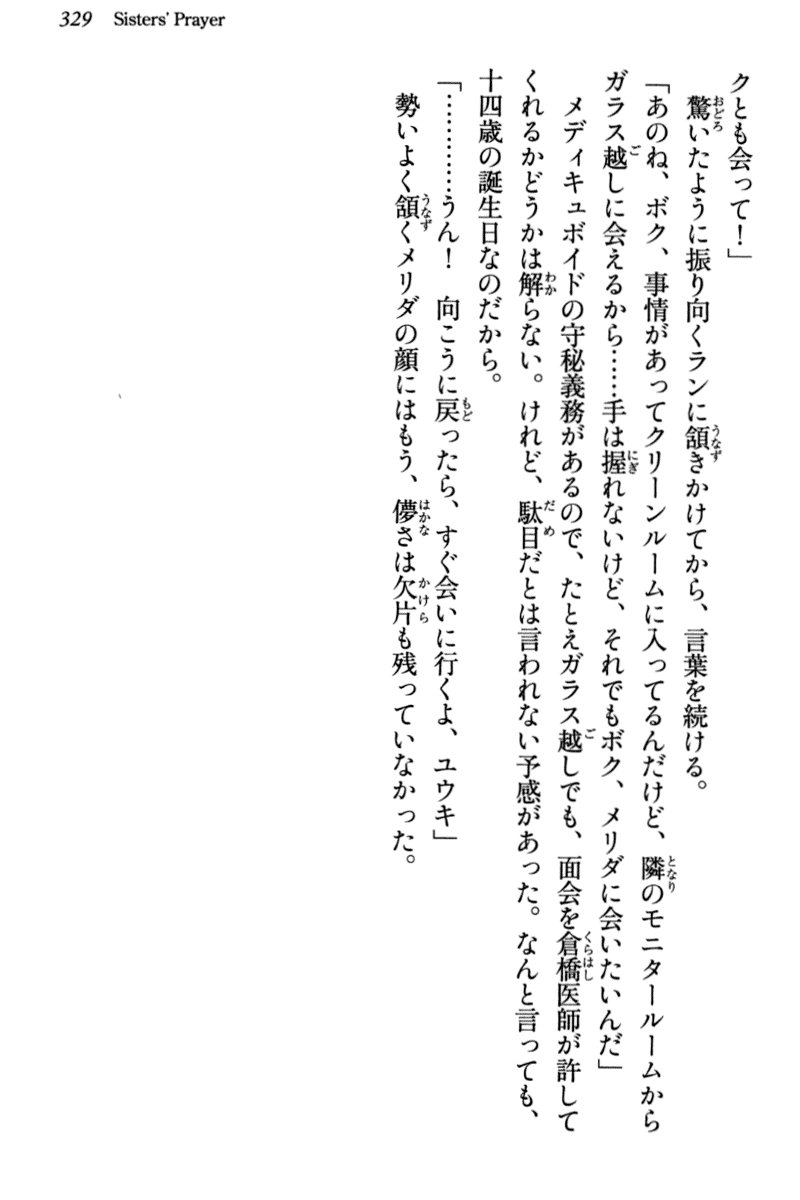 329 Sisters' Prayer
クとも会って！」
　驚いたように振り向くランに頷きかけてから、言葉を続ける。
「あのね、ボク、事情があってクリーンルームに入ってるんだけど、隣のモニタールームから
ガラス越しに会えるから……手は握れないけど、それでもボク、メリダに会いたいんだ」
　メディキュボイドの守秘義務があるので、たとえガラス越しでも、面会を倉橋医師が許して
くれるかどうかは解らない。けれど、駄目だとは言われない予感があった。なんと言っても、
十四歳の誕生日なのだから。
「…………うん！　向こうに戻ったら、すぐ会いに行くよ、ユウキ」
　勢いよく頷くメリダの顔にはもう、儚さは欠片も残っていなかった。